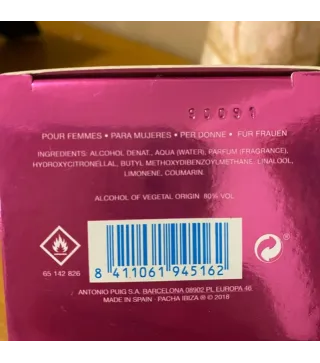 POUR FEMMES · PARA MUJERES · PER DONNE · FÜR FRAUEN
INGREDIENTS: ALCOHOL DENAT., AQUA (WATER), PARFUM (FRAGRANCE),
HYDROXYCITRONELLAL, BUTYL METHOXYDIBENZOYLMETHANE, LINALOOL,
LIMONENE, COUMARIN.
ALCOHOL OF VEGETAL ORIGIN 80% VOL
65 142 826
8 411061 945162
ANTONIO PUIG S.A. BARCELONA 08902 PL EUROPA 46
MADE IN SPAIN · PACHA IBIZA ® © 2018